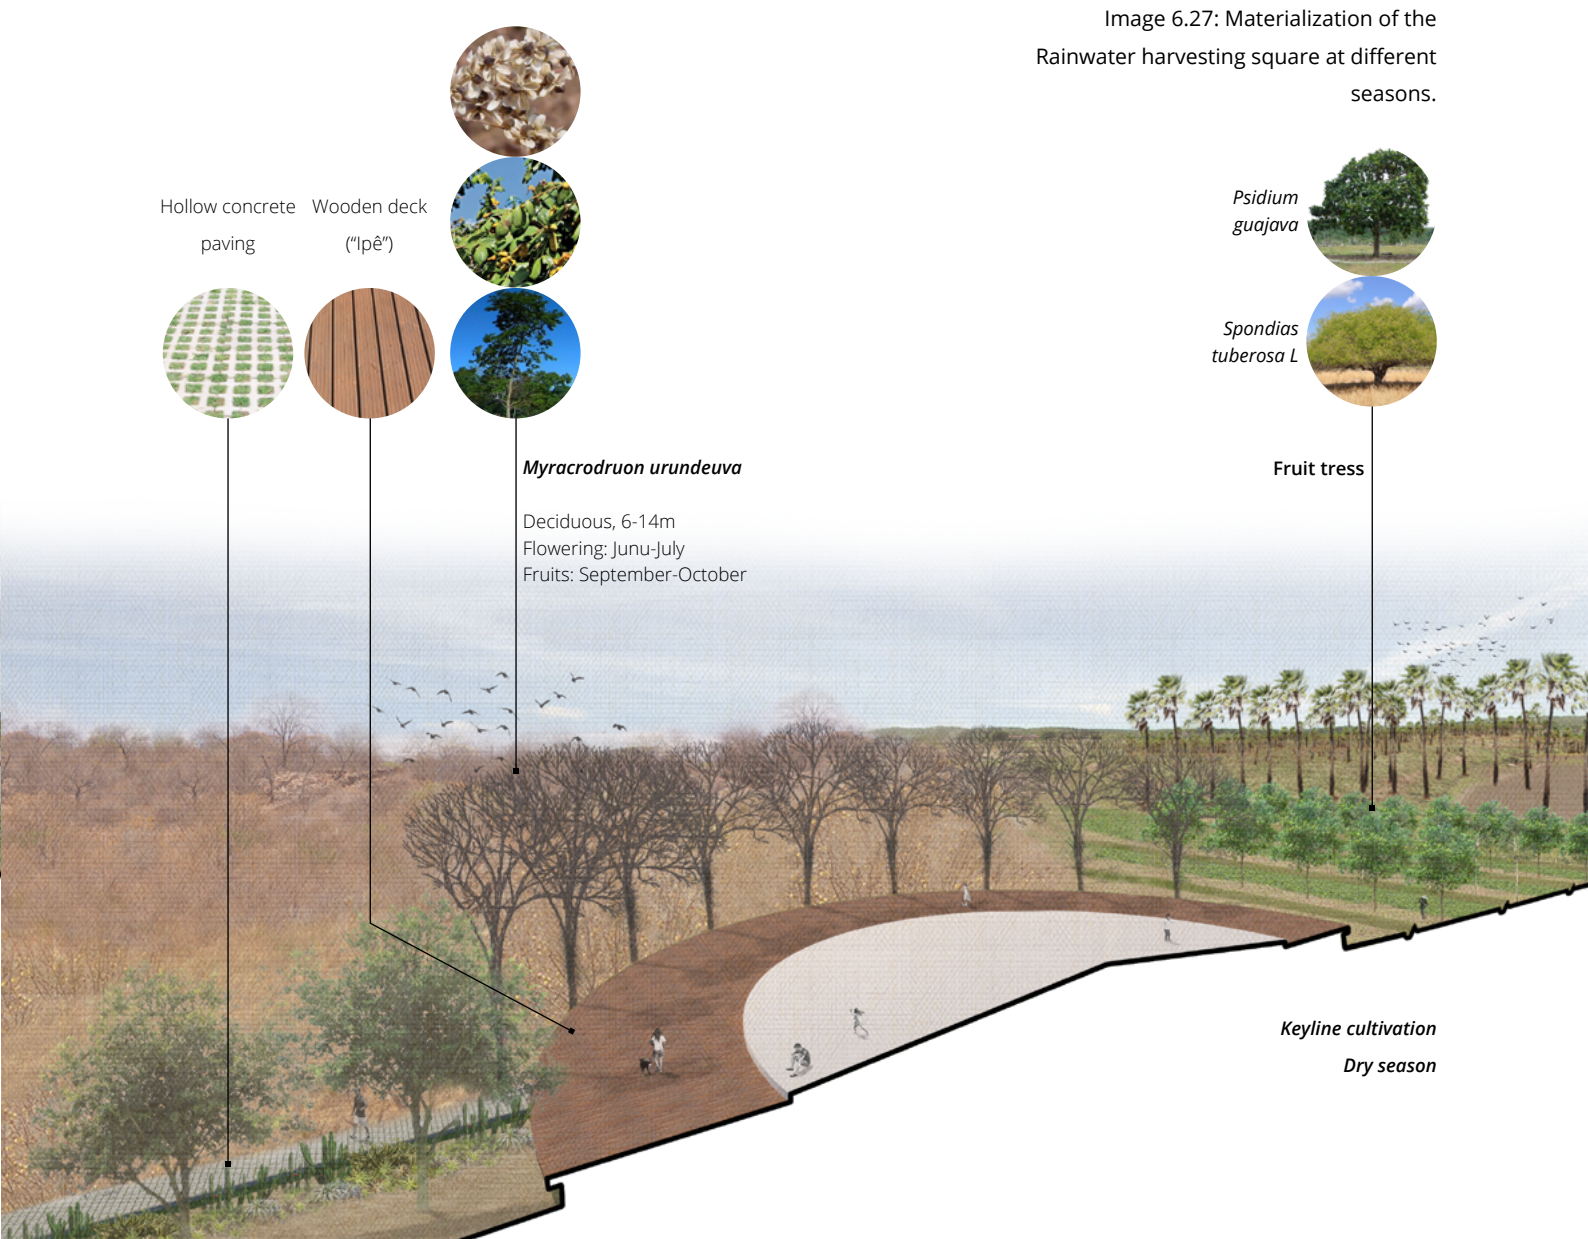 Image 6.27: Materialization of the
Rainwater harvesting square at different
seasons.
Hollow concrete
paving
Wooden deck
(“Ipê”)
Psidium
guajava
Spondias
tuberosa L
Myracrodruon urundeuva
Deciduous, 6-14m
Flowering: Junu-July
Fruits: September-October
Fruit tress
Keyline cultivation
Dry season